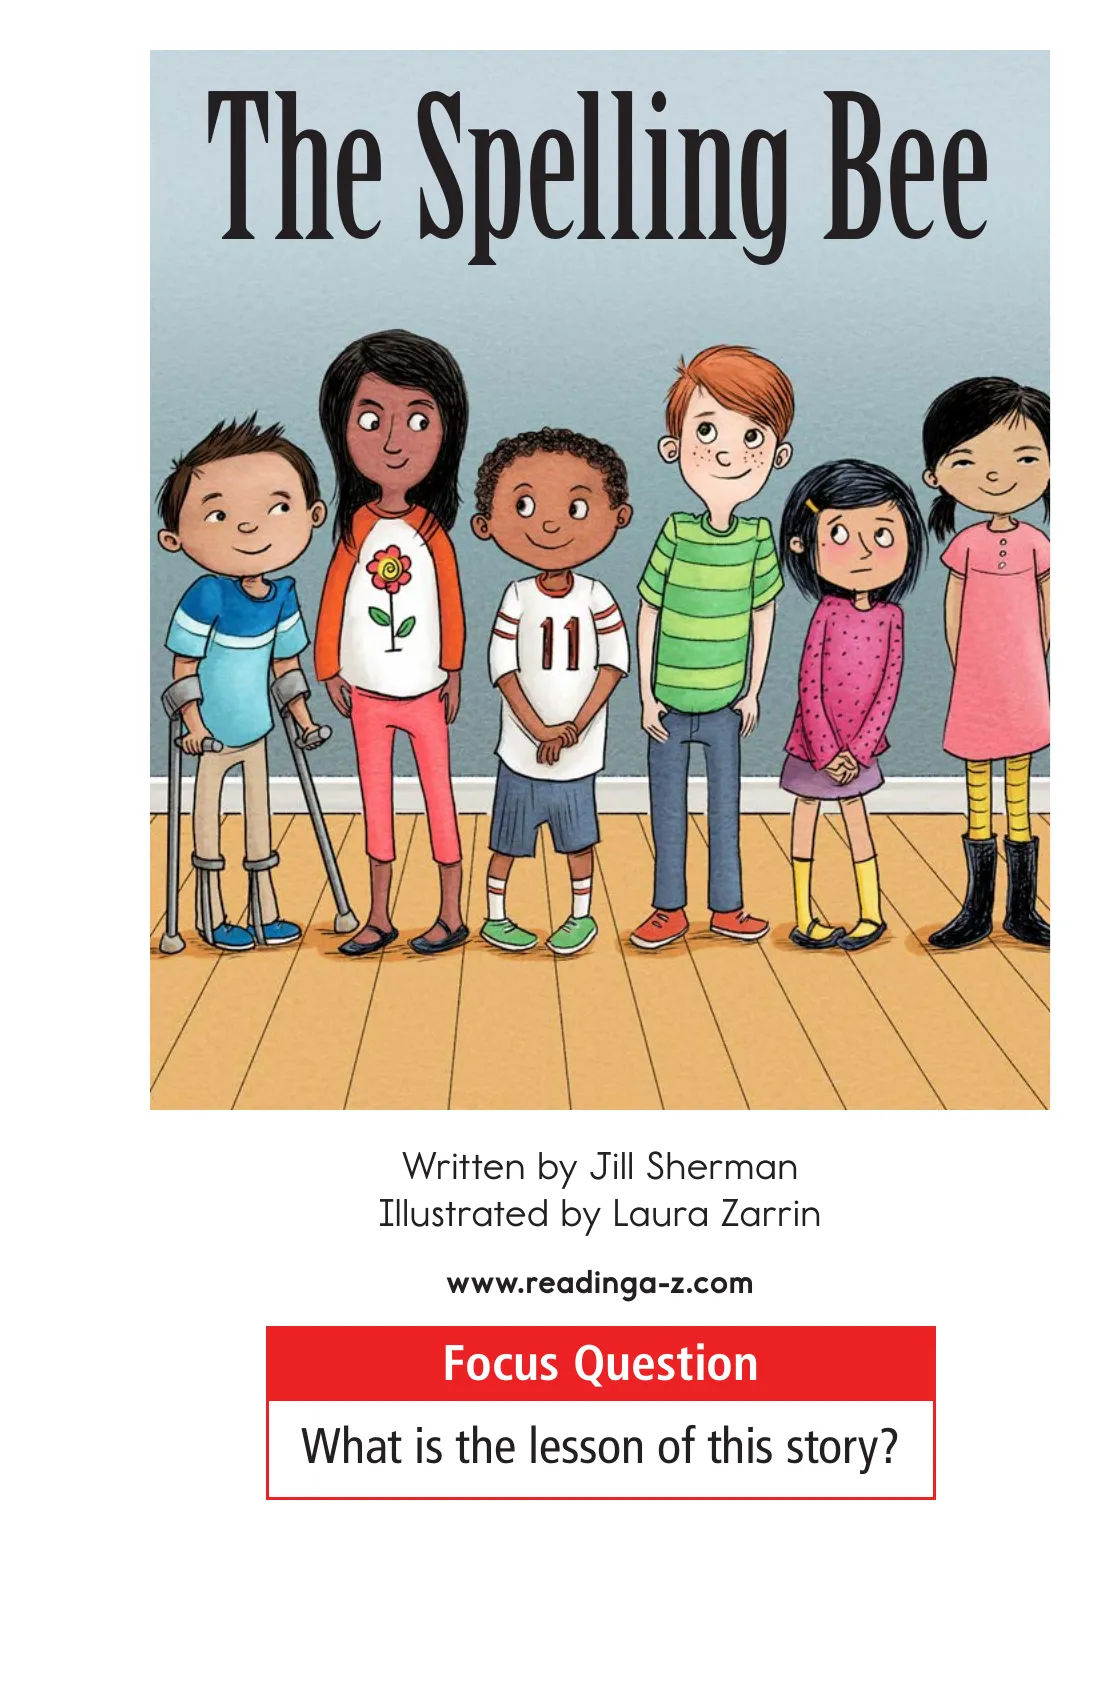 The Spelling Bee
11
Written by Jill Sherman
Illustrated by Laura Zarrin
www.readinga-z.com
Focus Question
What is the lesson of this story?